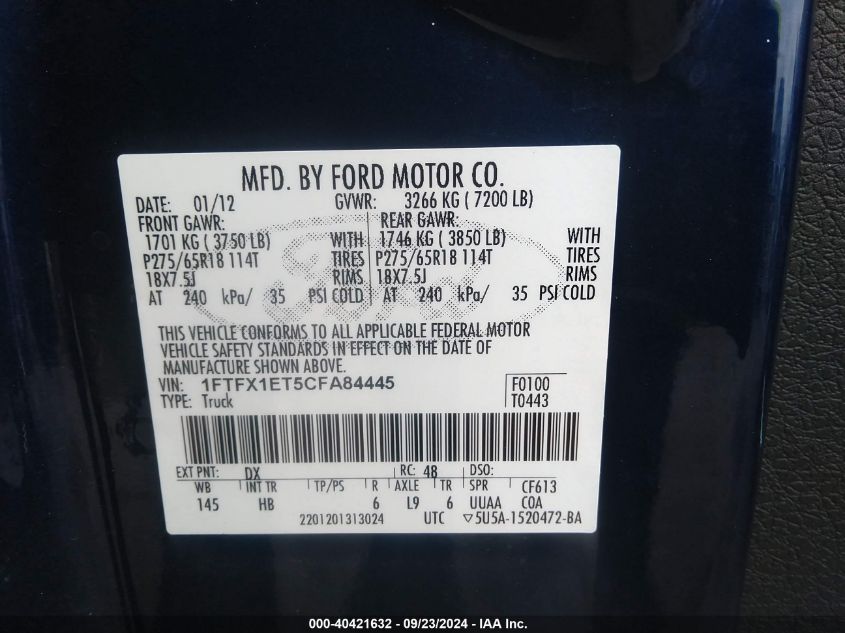 MFD. BY FORD MOTOR CO.
DATE: 01/12 GVWR: 3266 KG ( 7200 LB)
FRONT GAWR: REAR GAWR:
1701 KG ( 3750 LB) WITH 1746 KG ( 3850 LB) WITH
P275/65R18 114T TIRES P275/65R18 114T TIRES
18X7.5J RIMS 18X7.5J RIMS
AT 240 kPa/ 35 PSI COLD AT 240 kPa/ 35 PSI COLD
THIS VEHICLE CONFORMS TO ALL APPLICABLE FEDERAL MOTOR
VEHICLE SAFETY STANDARDS IN EFFECT ON THE DATE OF
MANUFACTURE SHOWN ABOVE.
VIN: 1FTFX1ET5CFA84445 F0100
TYPE: Truck T0443
EXT PNT: DX RC: 48 DSO:
WB INT TR TP/PS R AXLE TR SPR CF613
145 HB 6 L9 6 UUAA COA
2201201313024 UTC ▽5U5A-1520472-BA
000-40421632 - 09/23/2024 - IAA Inc.